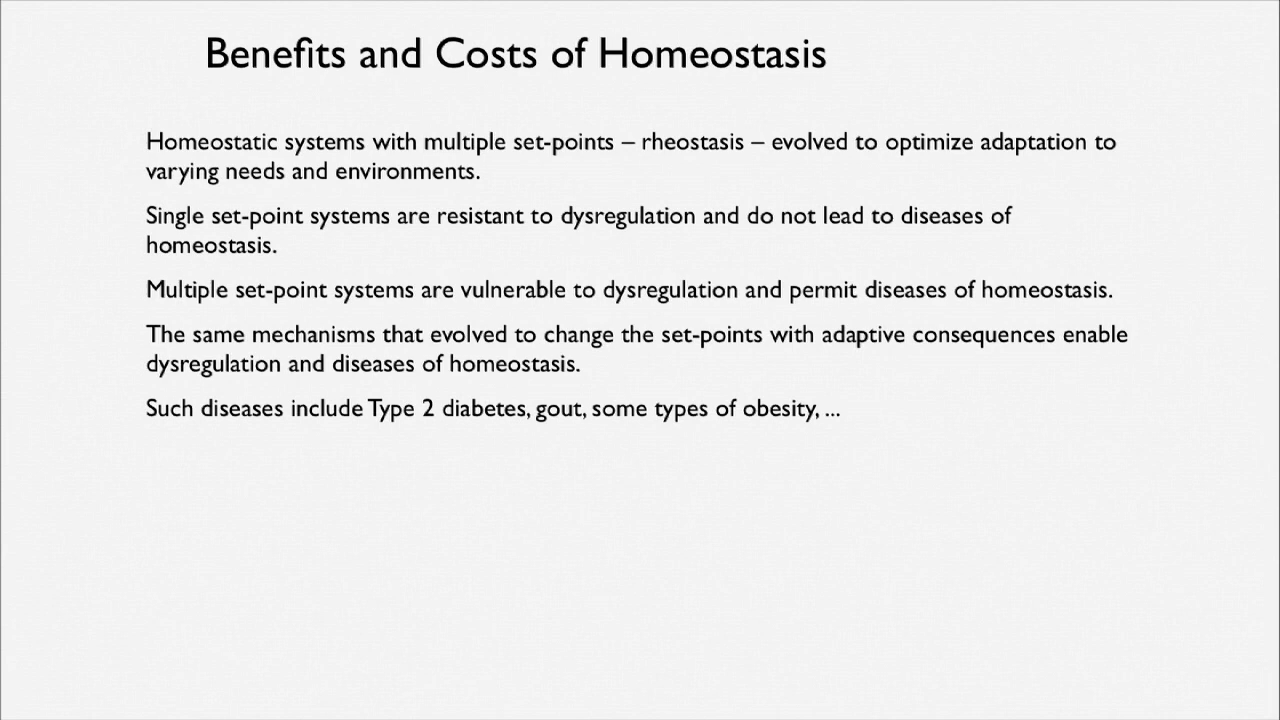 Benefits and Costs of Homeostasis
Homeostatic systems with multiple set-points – rheostasis – evolved to optimize adaptation to
varying needs and environments.
Single set-point systems are resistant to dysregulation and do not lead to diseases of
homeostasis.
Multiple set-point systems are vulnerable to dysregulation and permit diseases of homeostasis.
The same mechanisms that evolved to change the set-points with adaptive consequences enable
dysregulation and diseases of homeostasis.
Such diseases include Type 2 diabetes, gout, some types of obesity, ...